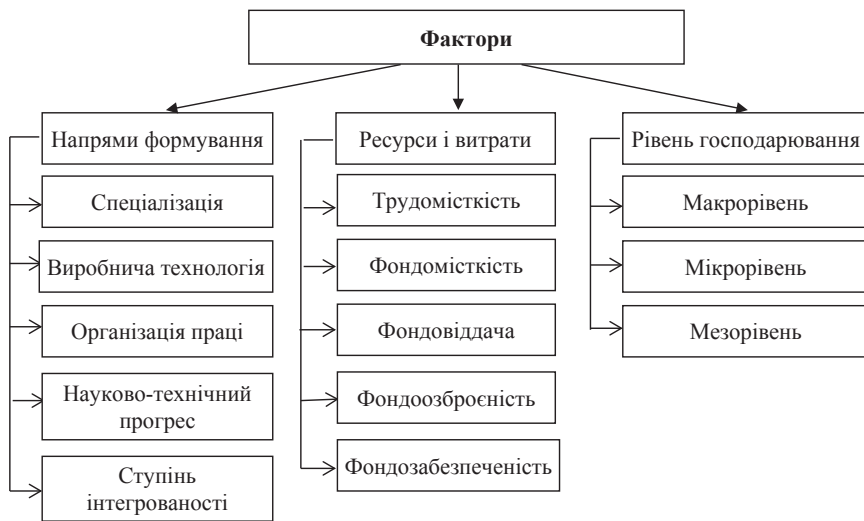 Фактори
Напрями формування
Спеціалізація
Виробнича технологія
Організація праці
Науково-технічний
прогрес
Ступінь
інтегрованості
Ресурси і витрати
Трудомісткість
Фондомісткість
Фондовіддача
Фондоозброєність
Фондозабезпеченість
Рівень господарювання
Макрорівень
Мікрорівень
Мезорівень